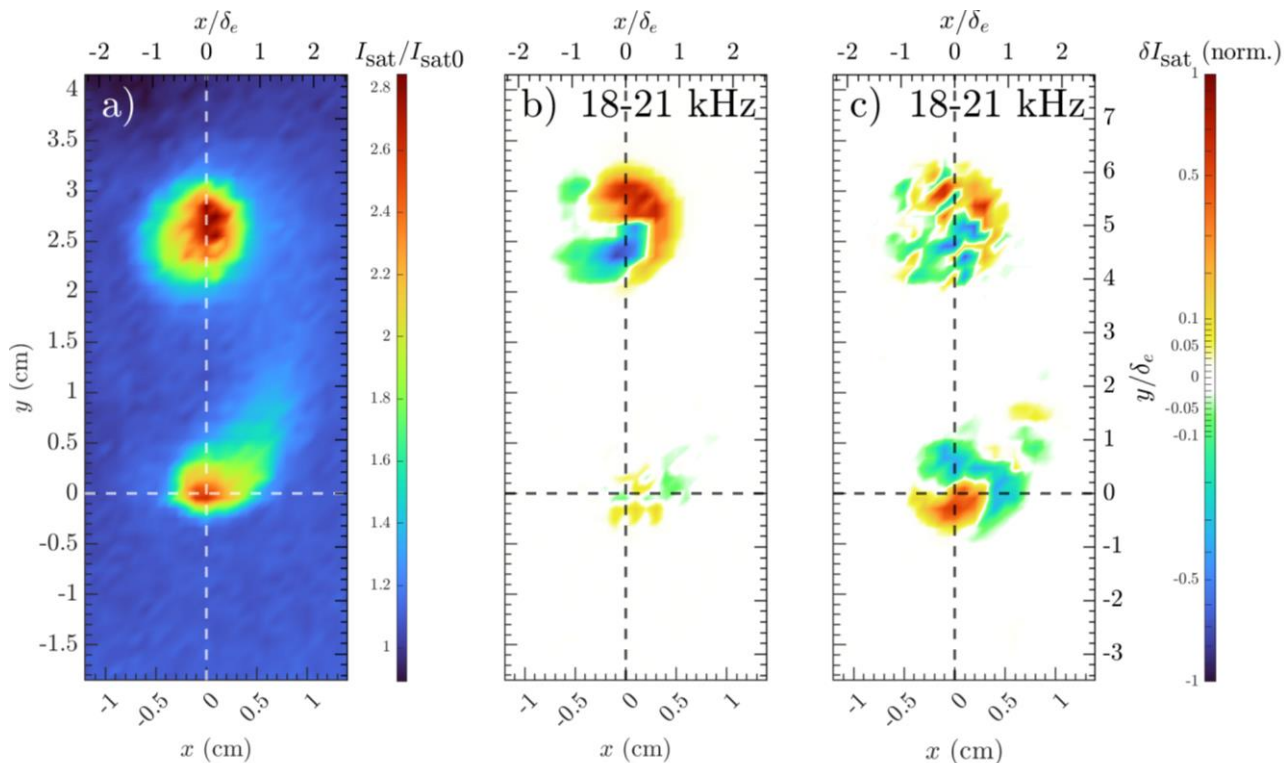 x/δe
x/δe
x/δe
-2 -1 0 1 2
Isat/Isat0
-2 -1 0 1 2
-2 -1 0 1 2
δIsat (norm.)
a)
b) 18-21 kHz
c) 18-21 kHz
4
3.5
3
2.5
2
1.5
1
0.5
0
-0.5
-1
-1.5
y (cm)
2.8
2.6
2.4
2.2
2
1.8
1.6
1.4
1.2
1
7
6
5
4
3
2
1
0
-1
-2
-3
y/δe
1
0.5
0.1
0.05
0
-0.05
-0.1
-0.5
-1
-1 -0.5 0 0.5 1
-1 -0.5 0 0.5 1
-1 -0.5 0 0.5 1
x (cm)
x (cm)
x (cm)